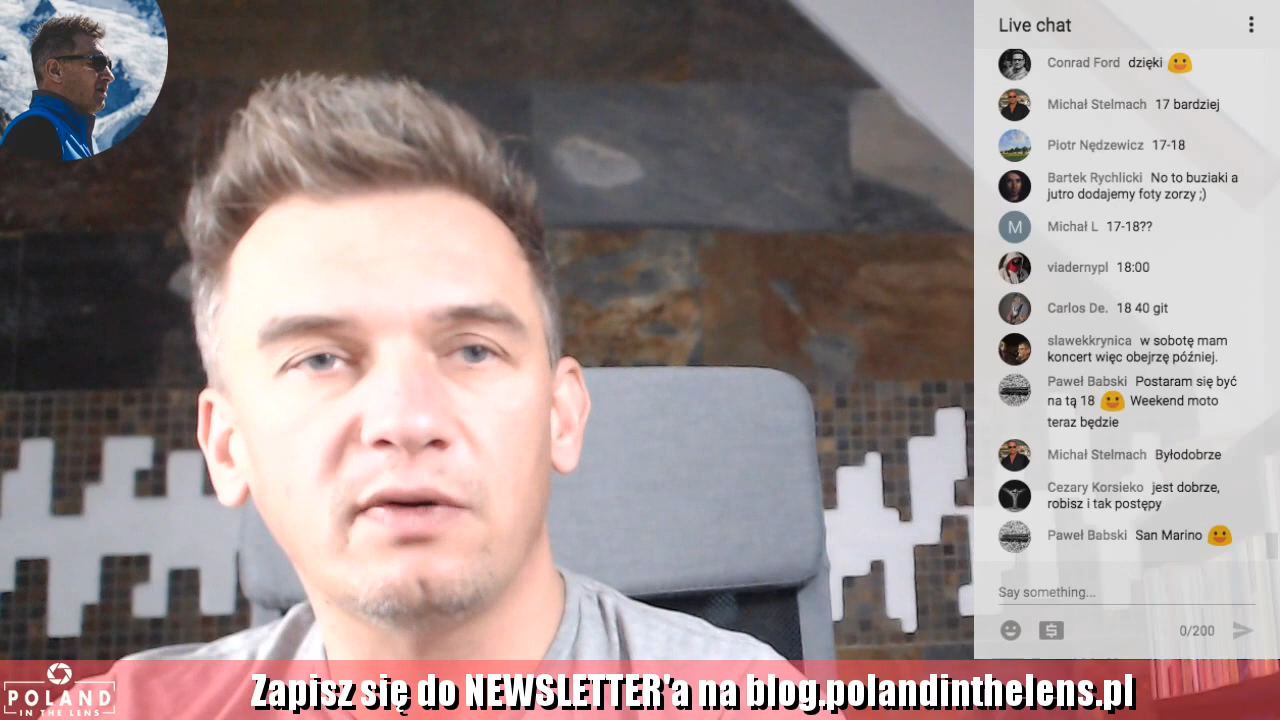 Live chat
Conrad Ford dzięki
Michał Stelmach 17 bardziej
Piotr Nędzewicz 17-18
Bartek Rychlicki No to buziaki a
jutro dodajemy foty zorzy ;)
M
Michał L 17-18??
viadernypl 18:00
Carlos De. 18 40 git
slawekkrynica w sobotę mam
koncert więc obejrzę później.
Paweł Babski Postaram się być
na tą 18 Weekend moto
teraz będzie
Michał Stelmach Byłodobrze
Cezary Korsieko jest dobrze,
robisz i tak postępy
Paweł Babski San Marino
Say something...
0/200
POLAND
IN THE LENS
Zapisz się do NEWSLETTER'a na blog.polandinthelens.pl